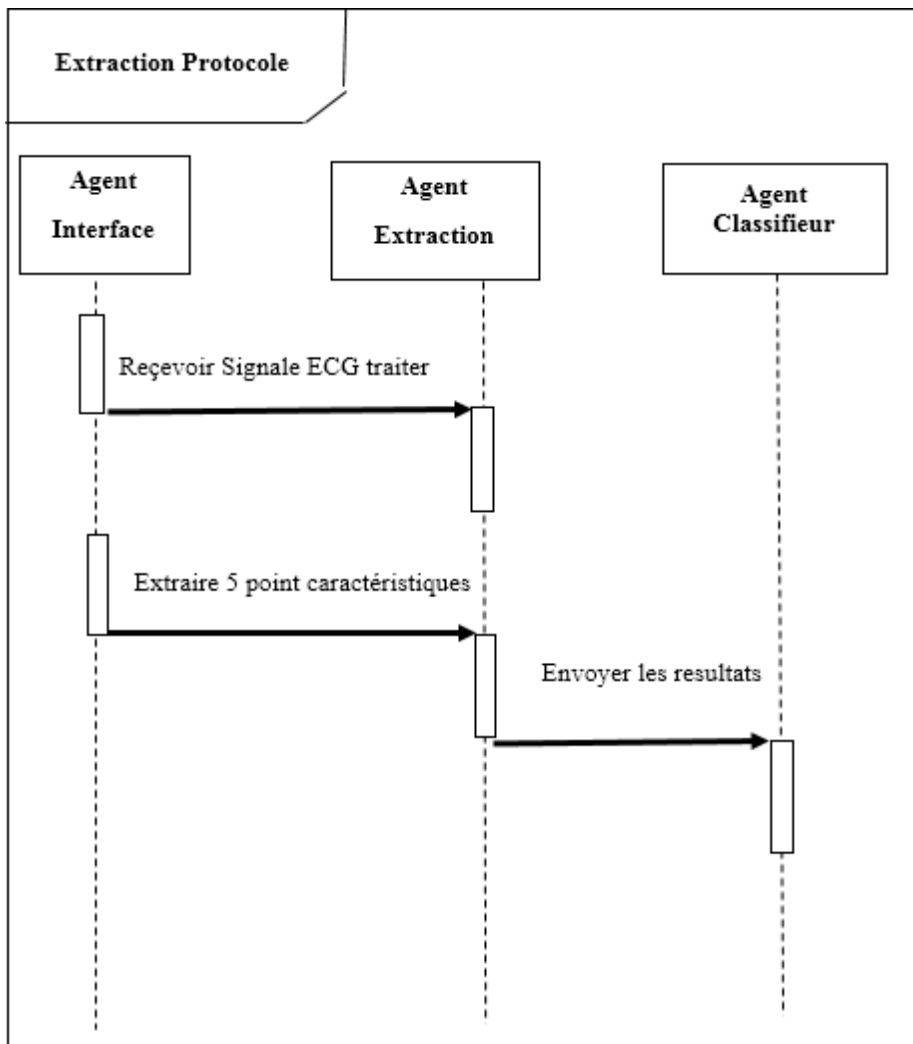 Extraction Protocole
Agent
Interface
Agent
Extraction
Agent
Classifieur
Reçevoir Signale ECG traiter
Extraire 5 point caractéristiques
Envoyer les resultats